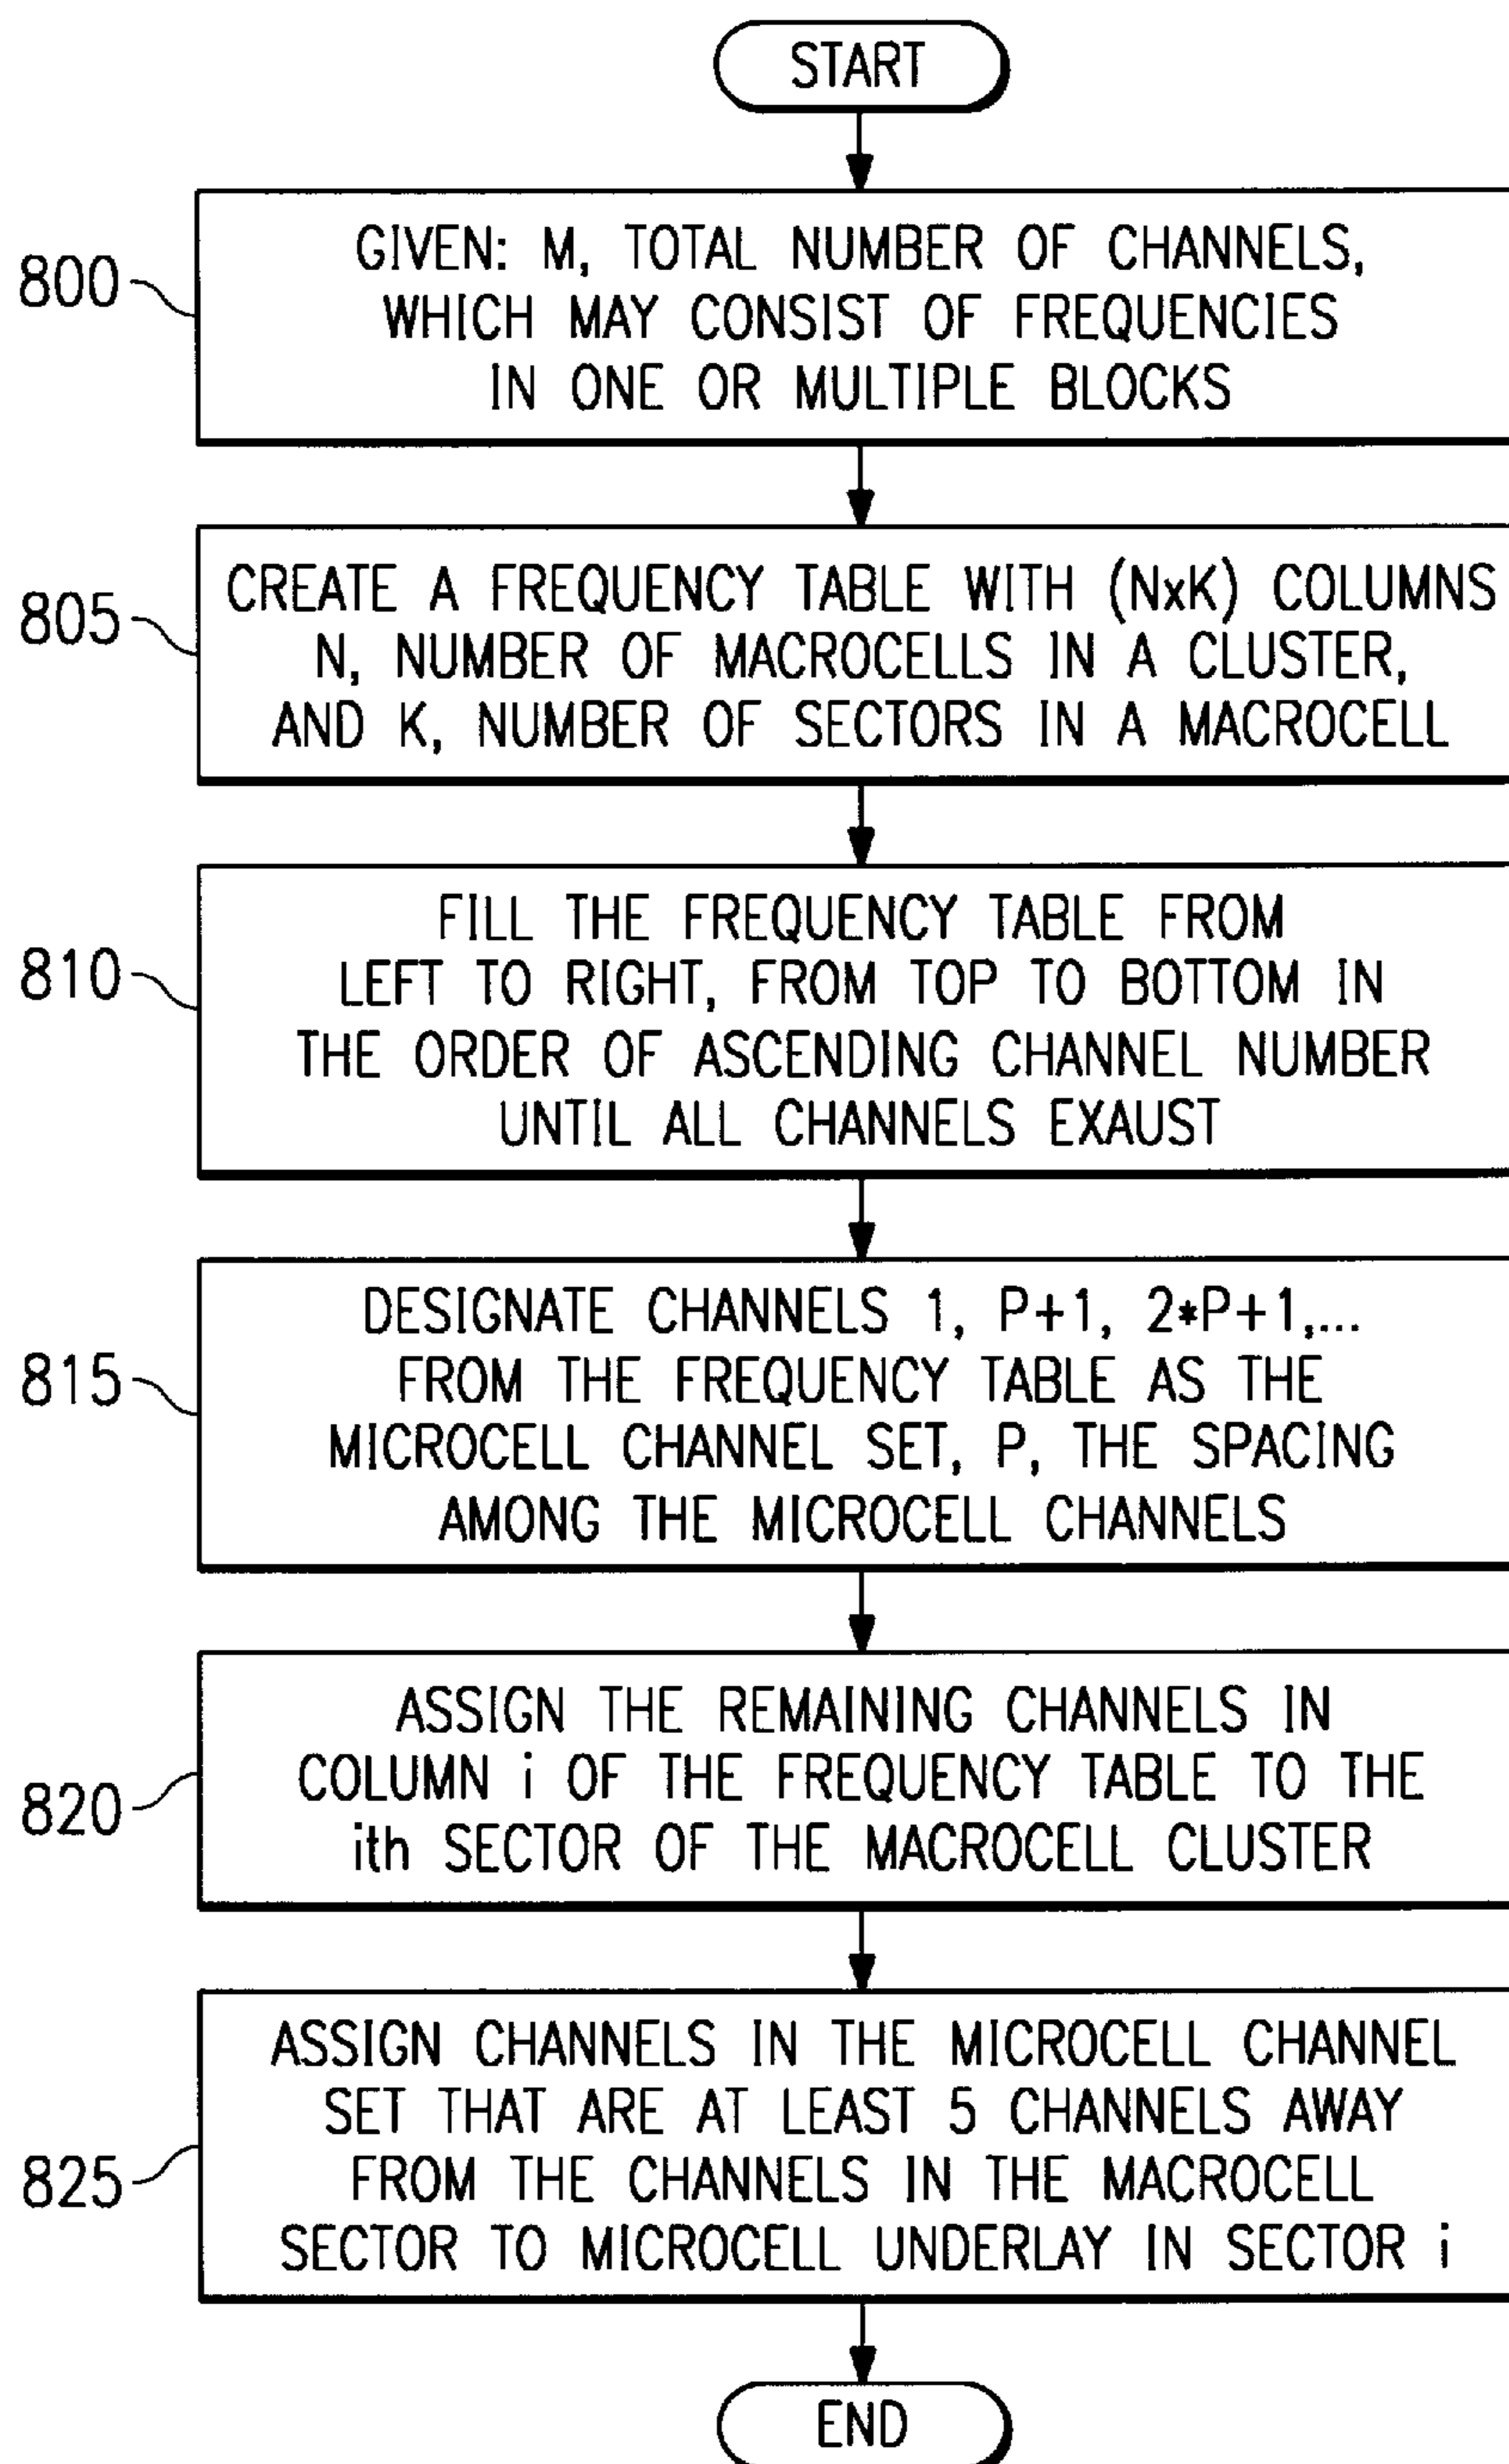 START
800
GIVEN: M, TOTAL NUMBER OF CHANNELS,
WHICH MAY CONSIST OF FREQUENCIES
IN ONE OR MULTIPLE BLOCKS
805
CREATE A FREQUENCY TABLE WITH (NxK) COLUMNS
N, NUMBER OF MACROCELLS IN A CLUSTER,
AND K, NUMBER OF SECTORS IN A MACROCELL
810
FILL THE FREQUENCY TABLE FROM
LEFT TO RIGHT, FROM TOP TO BOTTOM IN
THE ORDER OF ASCENDING CHANNEL NUMBER
UNTIL ALL CHANNELS EXAUST
815
DESIGNATE CHANNELS 1, P+1, 2*P+1,...
FROM THE FREQUENCY TABLE AS THE
MICROCELL CHANNEL SET, P, THE SPACING
AMONG THE MICROCELL CHANNELS
820
ASSIGN THE REMAINING CHANNELS IN
COLUMN i OF THE FREQUENCY TABLE TO THE
ith SECTOR OF THE MACROCELL CLUSTER
825
ASSIGN CHANNELS IN THE MICROCELL CHANNEL
SET THAT ARE AT LEAST 5 CHANNELS AWAY
FROM THE CHANNELS IN THE MACROCELL
SECTOR TO MICROCELL UNDERLAY IN SECTOR i
END